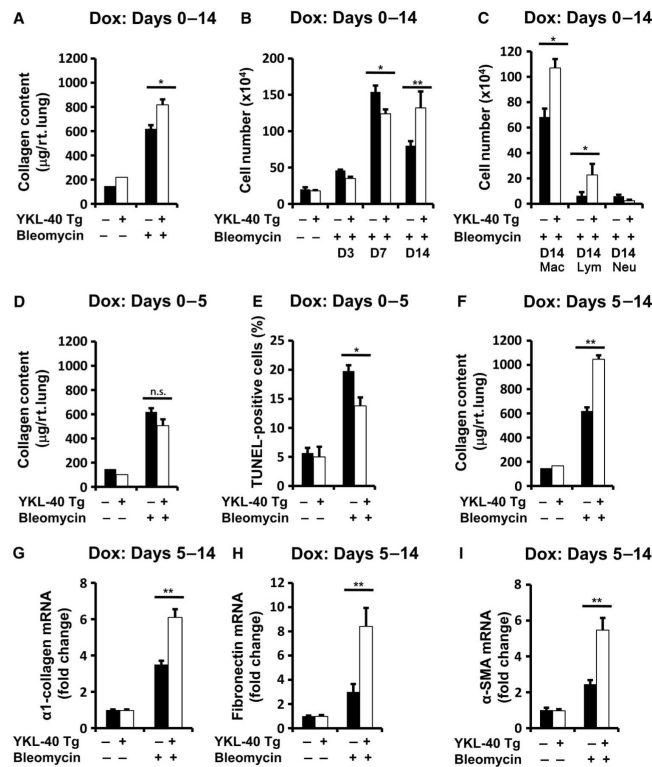 A Dox: Days 0–14
Collagen content
(μg/rt. lung)
1200
1000
800
600
400
200
0
*
YKL-40 Tg – + – +
Bleomycin – – + +
B Dox: Days 0–14
Cell number (x10⁴)
200
150
100
50
0
*
**
YKL-40 Tg – + – + – + – +
Bleomycin – – + + + + + +
D3 D7 D14
C Dox: Days 0–14
Cell number (x10⁴)
120
100
80
60
40
20
0
*
*
YKL-40 Tg – + – + – +
Bleomycin + + + + + +
D14 D14 D14
Mac Lym Neu
D Dox: Days 0–5
Collagen content
(μg/rt. lung)
1200
1000
800
600
400
200
0
n.s.
YKL-40 Tg – + – +
Bleomycin – – + +
E Dox: Days 0–5
TUNEL-positive cells (%)
25
20
15
10
5
0
*
YKL-40 Tg – + – +
Bleomycin – – + +
F Dox: Days 5–14
Collagen content
(μg/rt. lung)
1200
1000
800
600
400
200
0
**
YKL-40 Tg – + – +
Bleomycin – – + +
G Dox: Days 5–14
α1-collagen mRNA
(fold change)
8
6
4
2
0
**
YKL-40 Tg – + – +
Bleomycin – – + +
H Dox: Days 5–14
Fibronectin mRNA
(fold change)
12
10
8
6
4
2
0
**
YKL-40 Tg – + – +
Bleomycin – – + +
I Dox: Days 5–14
α-SMA mRNA
(fold change)
8
6
4
2
0
**
YKL-40 Tg – + – +
Bleomycin – – + +